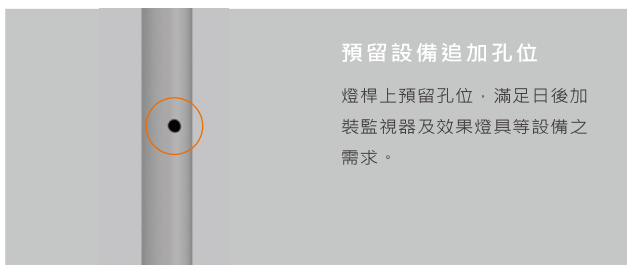 預留設備追加孔位
燈桿上預留孔位，滿足日後加
裝監視器及效果燈具等設備之
需求。